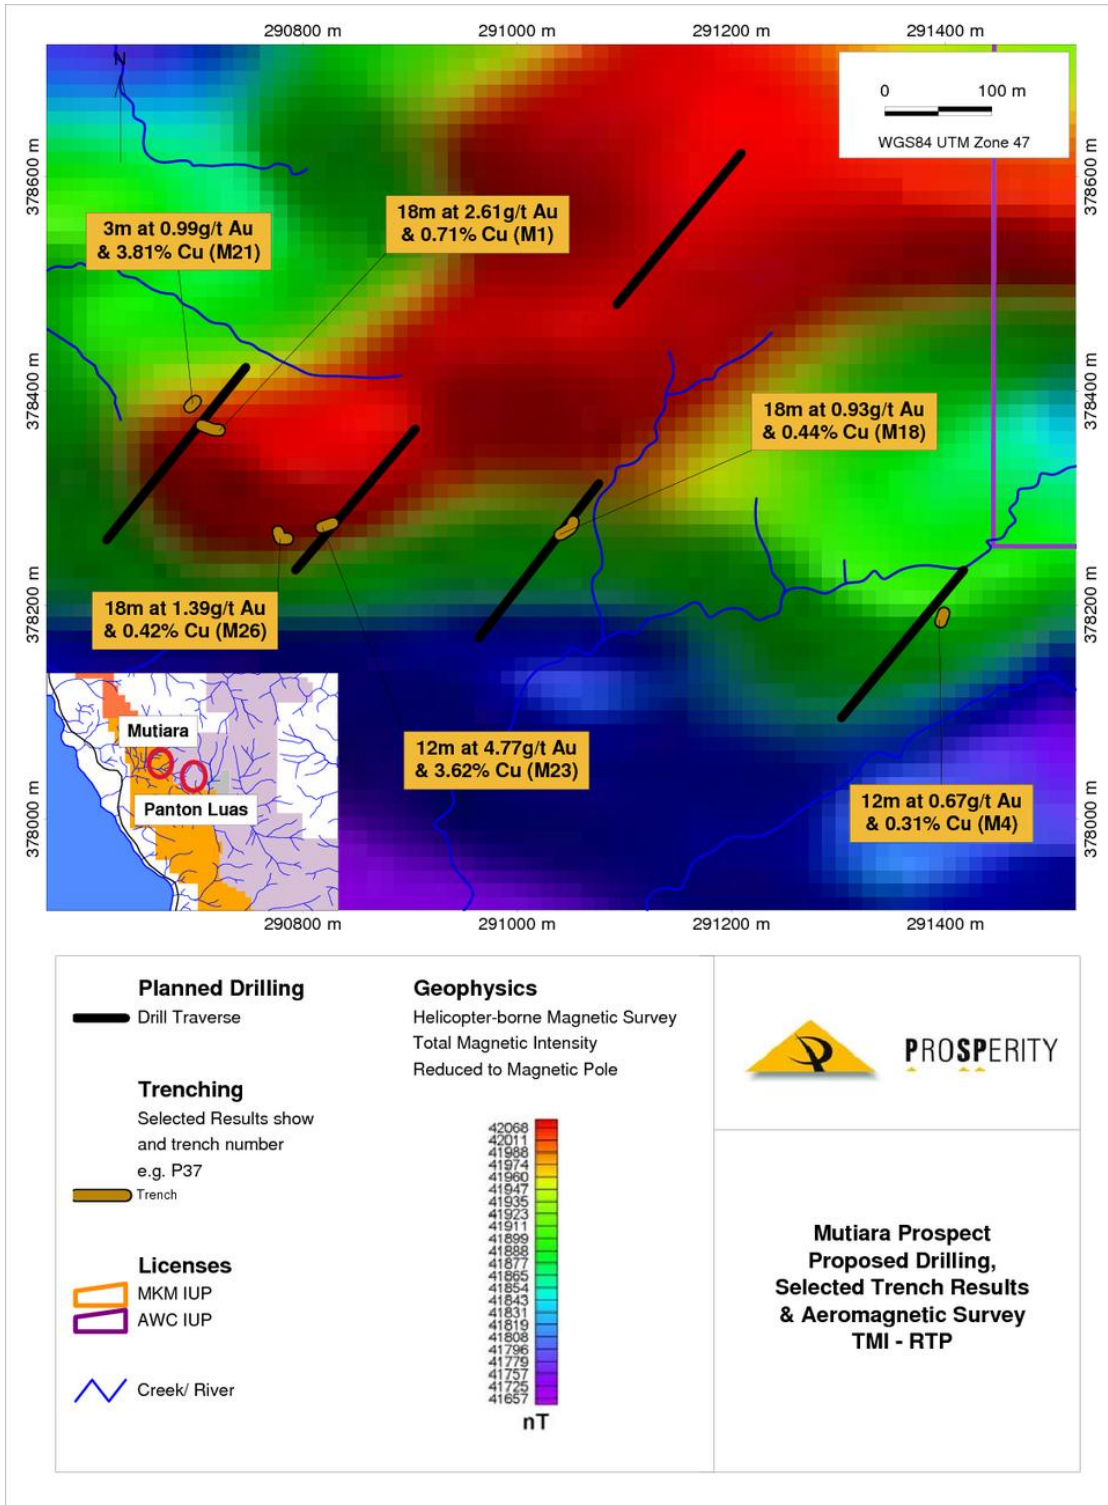 290800 m
291000 m
291200 m
291400 m
N
0
100 m
WGS84 UTM Zone 47
378600 m
378600 m
3m at 0.99g/t Au
& 3.81% Cu (M21)
18m at 2.61g/t Au
& 0.71% Cu (M1)
378400 m
378400 m
18m at 0.93g/t Au
& 0.44% Cu (M18)
378200 m
378200 m
18m at 1.39g/t Au
& 0.42% Cu (M26)
Mutiara
Panton Luas
12m at 4.77g/t Au
& 3.62% Cu (M23)
12m at 0.67g/t Au
& 0.31% Cu (M4)
378000 m
378000 m
290800 m
291000 m
291200 m
291400 m
Planned Drilling
Drill Traverse
Trenching
Selected Results show
and trench number
e.g. P37
Trench
Licenses
MKM IUP
AWC IUP
Creek/ River
Geophysics
Helicopter-borne Magnetic Survey
Total Magnetic Intensity
Reduced to Magnetic Pole
42068
42011
41988
41974
41960
41947
41935
41923
41911
41899
41888
41877
41865
41854
41843
41831
41819
41808
41796
41779
41757
41725
41657
nT
PROSPERITY
Mutiara Prospect
Proposed Drilling,
Selected Trench Results
& Aeromagnetic Survey
TMI - RTP